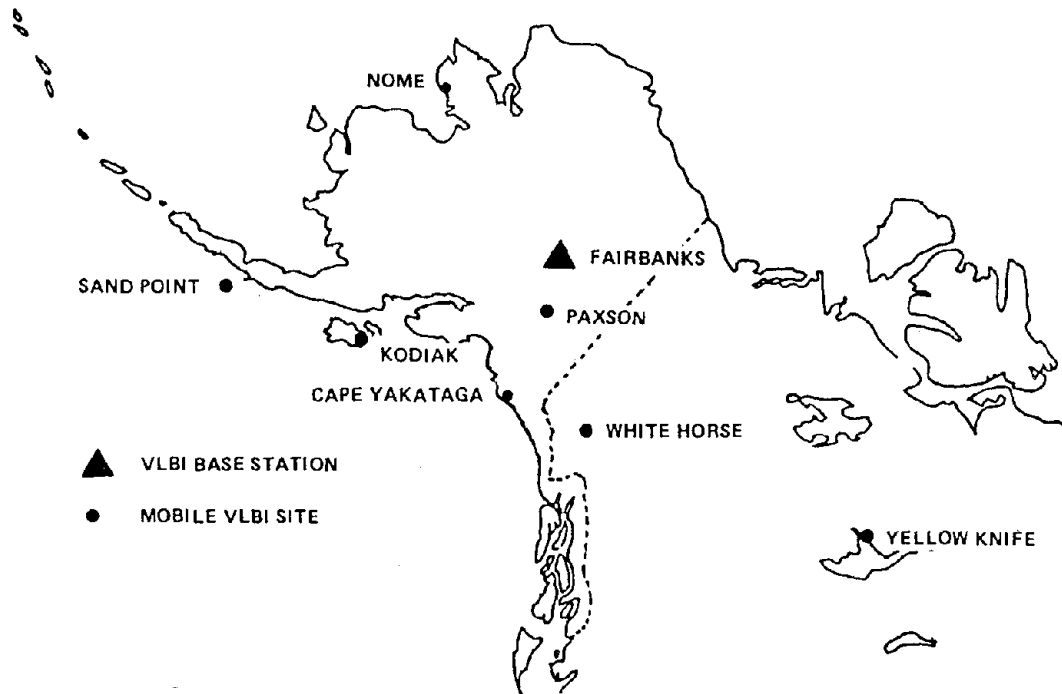 NOME
FAIRBANKS
SAND POINT
PAXSON
KODIAK
CAPE YAKATAGA
WHITE HORSE
VLBI BASE STATION
MOBILE VLBI SITE
YELLOW KNIFE